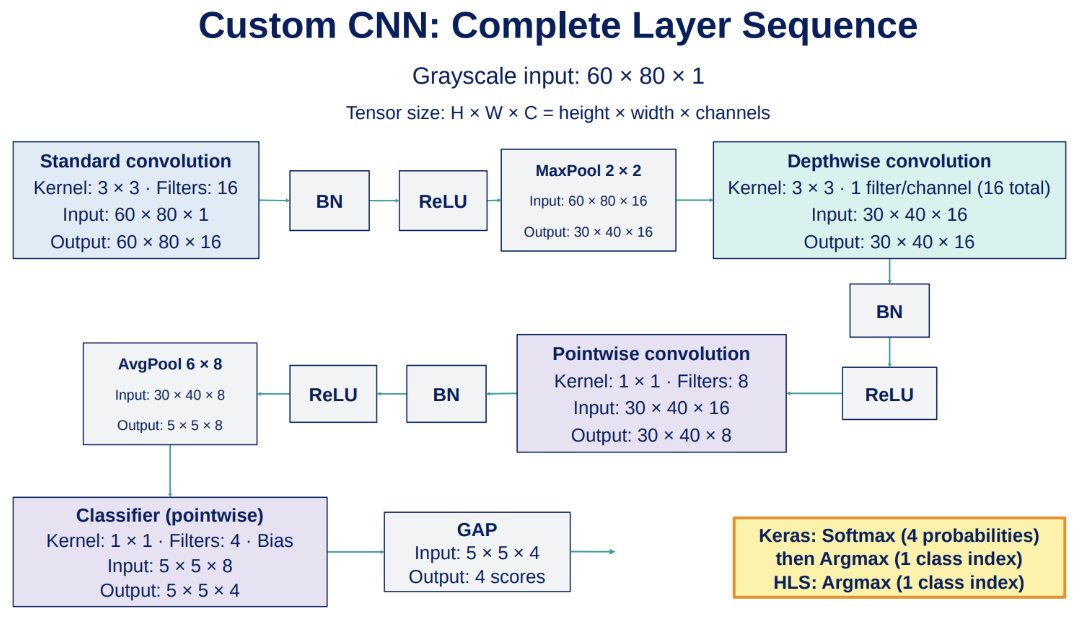 Custom CNN: Complete Layer Sequence
Grayscale input: 60 × 80 × 1
Tensor size: H × W × C = height × width × channels
Standard convolution
Kernel: 3 × 3 · Filters: 16
Input: 60 × 80 × 1
Output: 60 × 80 × 16
BN
ReLU
MaxPool 2 × 2
Input: 60 × 80 × 16
Output: 30 × 40 × 16
Depthwise convolution
Kernel: 3 × 3 · 1 filter/channel (16 total)
Input: 30 × 40 × 16
Output: 30 × 40 × 16
BN
ReLU
Pointwise convolution
Kernel: 1 × 1 · Filters: 8
Input: 30 × 40 × 16
Output: 30 × 40 × 8
BN
ReLU
AvgPool 6 × 8
Input: 30 × 40 × 8
Output: 5 × 5 × 8
Classifier (pointwise)
Kernel: 1 × 1 · Filters: 4 · Bias
Input: 5 × 5 × 8
Output: 5 × 5 × 4
GAP
Input: 5 × 5 × 4
Output: 4 scores
Keras: Softmax (4 probabilities)
then Argmax (1 class index)
HLS: Argmax (1 class index)